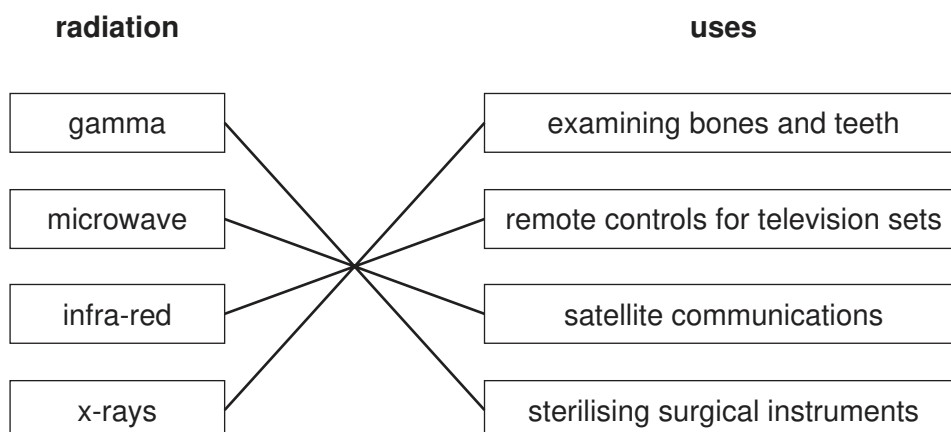 radiation
uses
gamma
examining bones and teeth
microwave
remote controls for television sets
infra-red
satellite communications
x-rays
sterilising surgical instruments